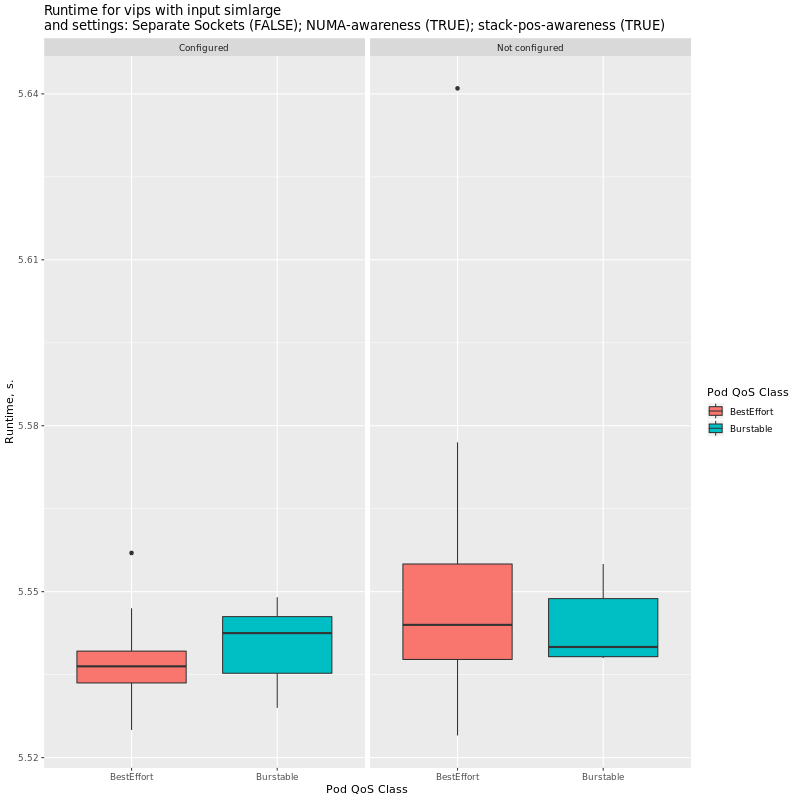 Runtime for vips with input simlarge
and settings: Separate Sockets (FALSE); NUMA-awareness (TRUE); stack-pos-awareness (TRUE)
Configured
Not configured
5.64
5.61
5.58
5.55
5.52
Runtime, s.
BestEffort
Burstable
BestEffort
Burstable
Pod QoS Class
Pod QoS Class
BestEffort
Burstable